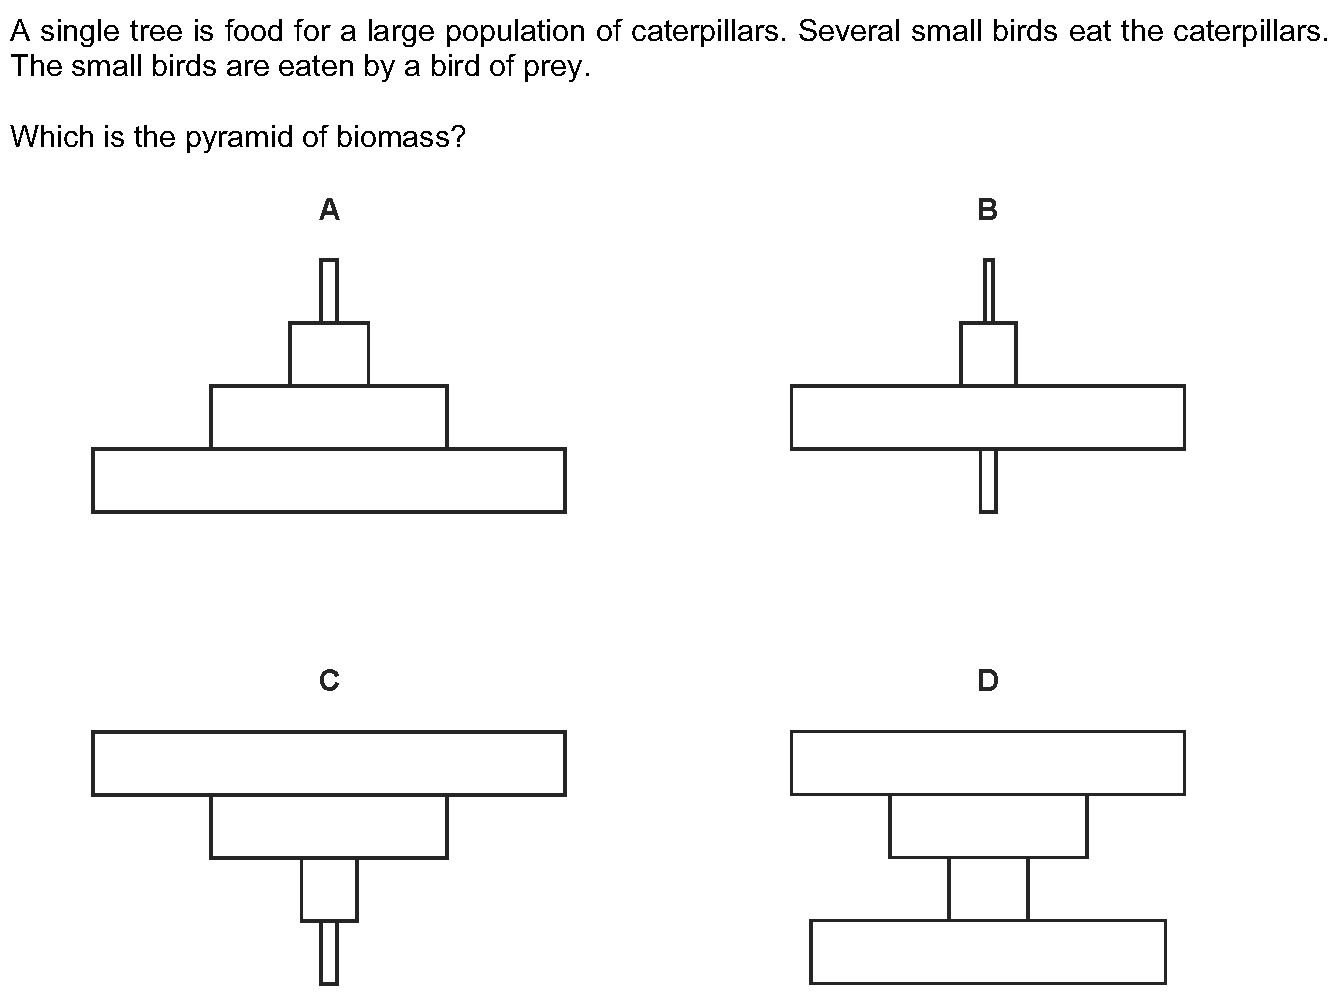 A single tree is food for a large population of caterpillars. Several small birds eat the caterpillars.
The small birds are eaten by a bird of prey.
Which is the pyramid of biomass?
A
B
C
D